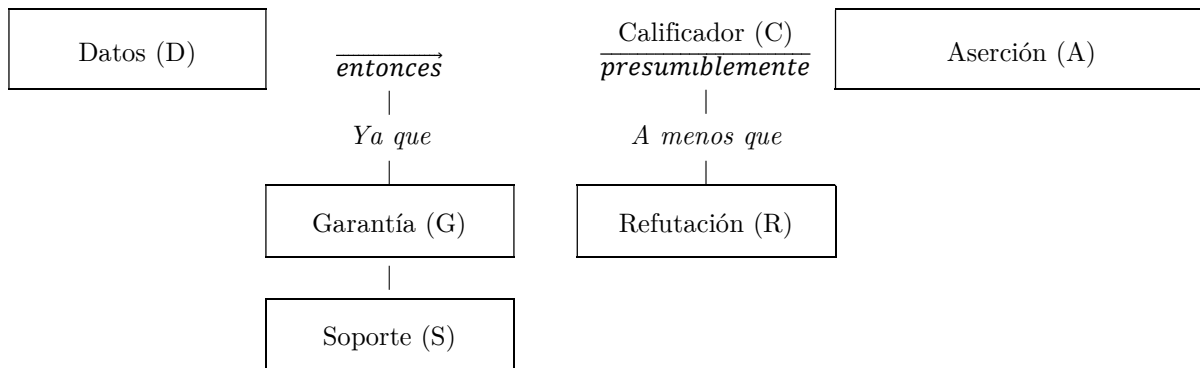 Datos (D)
entonces
Calificador (C)
presumiblemente
Aserción (A)
Ya que
A menos que
Garantía (G)
Refutación (R)
Soporte (S)